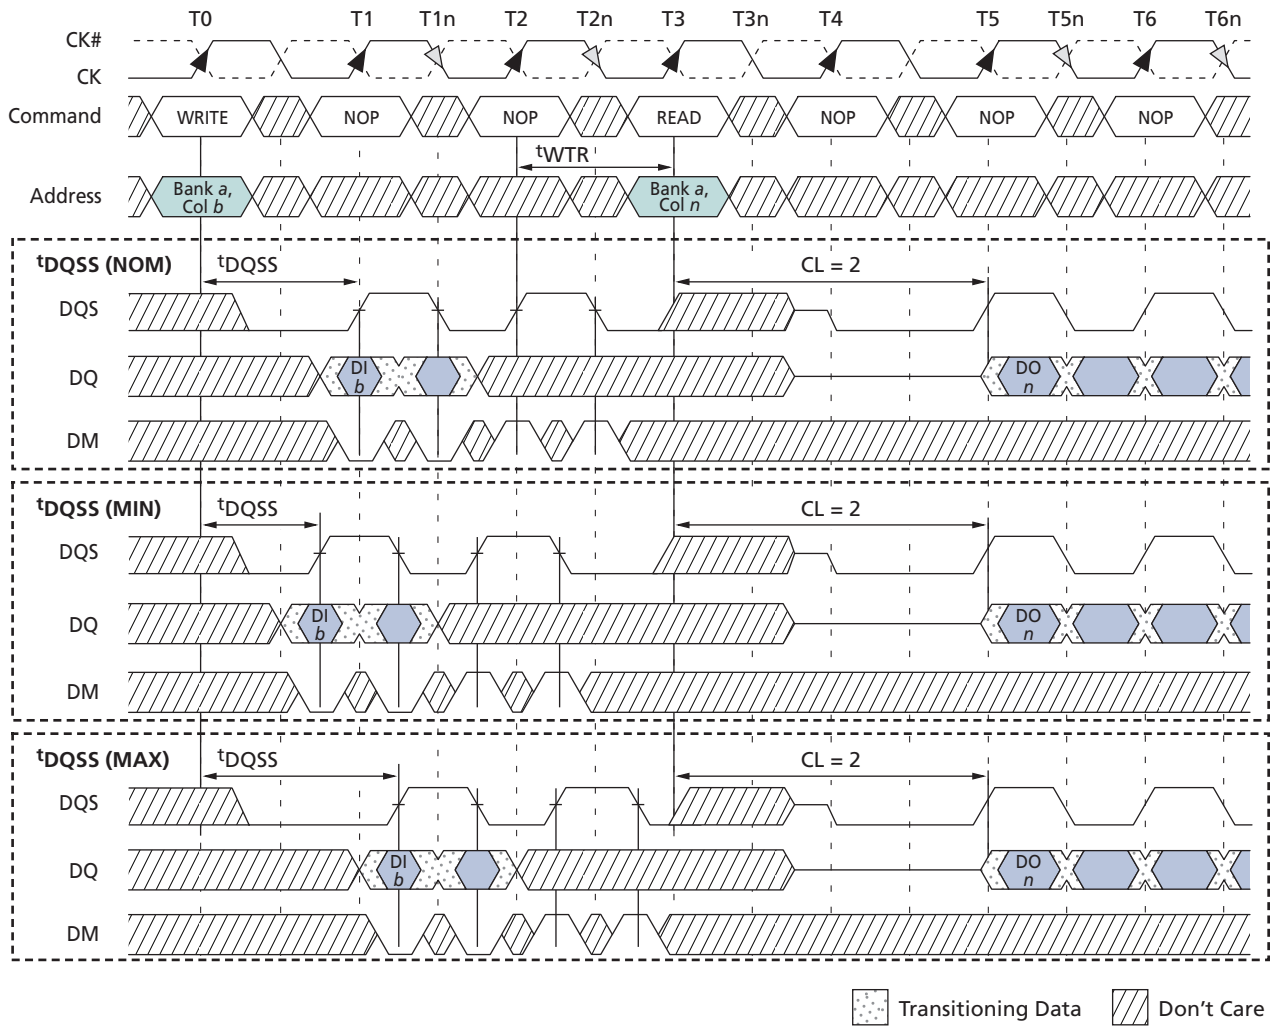 T0 T1 T1n T2 T2n T3 T3n T4 T5 T5n T6 T6n
CK#
CK
Command WRITE NOP NOP READ NOP NOP NOP
tWTR
Address Bank a, Col b Bank a, Col n
tDQSS (NOM) tDQSS CL = 2
DQS
DQ DI b DO n
DM
tDQSS (MIN) tDQSS CL = 2
DQS
DQ DI b DO n
DM
tDQSS (MAX) tDQSS CL = 2
DQS
DQ DI b DO n
DM
Transitioning Data Don't Care